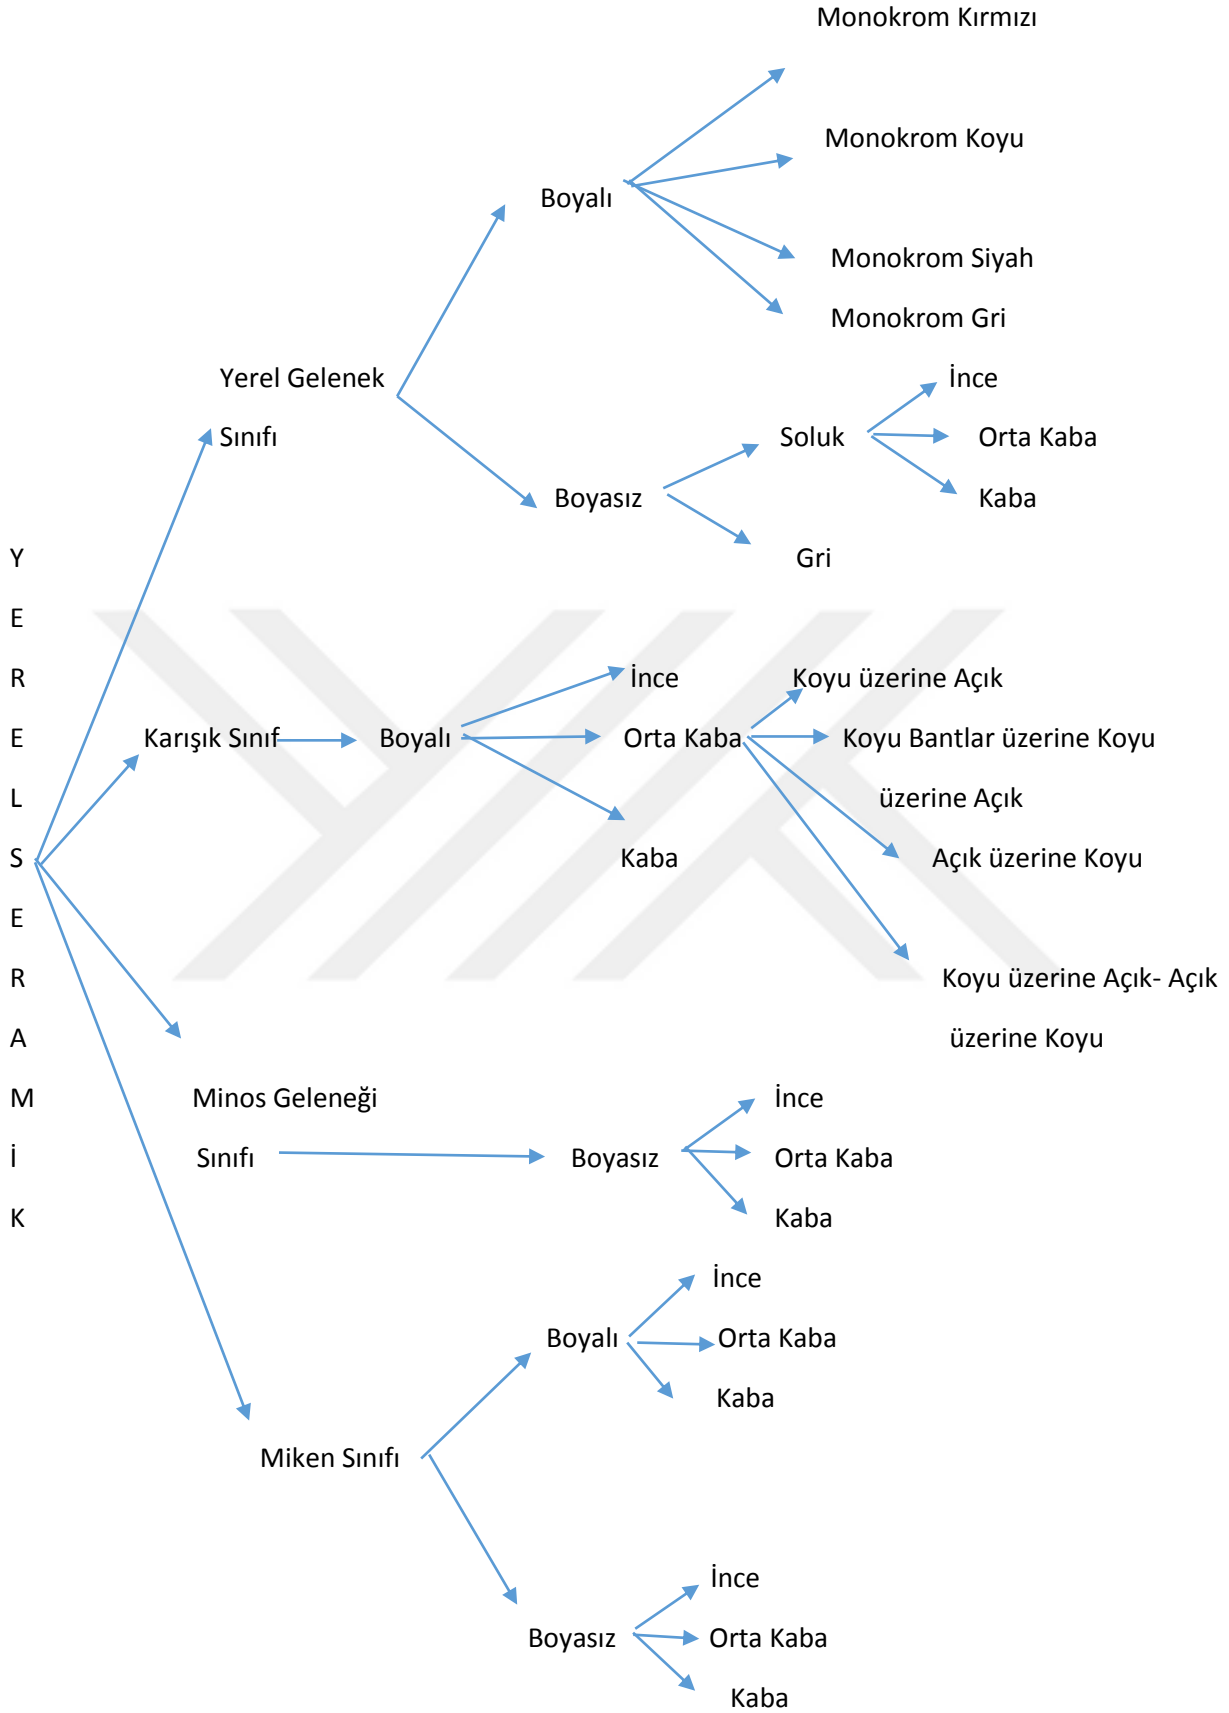 Monokrom Kırmızı
Monokrom Koyu
Boyalı
Monokrom Siyah
Monokrom Gri
Yerel Gelenek
İnce
Sınıfı
Soluk
Orta Kaba
Boyasız
Kaba
Y
Gri
E
R
İnce
Koyu üzerine Açık
E
Karışık Sınıf
Boyalı
Orta Kaba
Koyu Bantlar üzerine Koyu
L
üzerine Açık
S
Kaba
Açık üzerine Koyu
E
R
Koyu üzerine Açık- Açık
A
üzerine Koyu
M
Minos Geleneği
İnce
İ
Sınıfı
Boyasız
Orta Kaba
K
Kaba
İnce
Boyalı
Orta Kaba
Kaba
Miken Sınıfı
İnce
Boyasız
Orta Kaba
Kaba